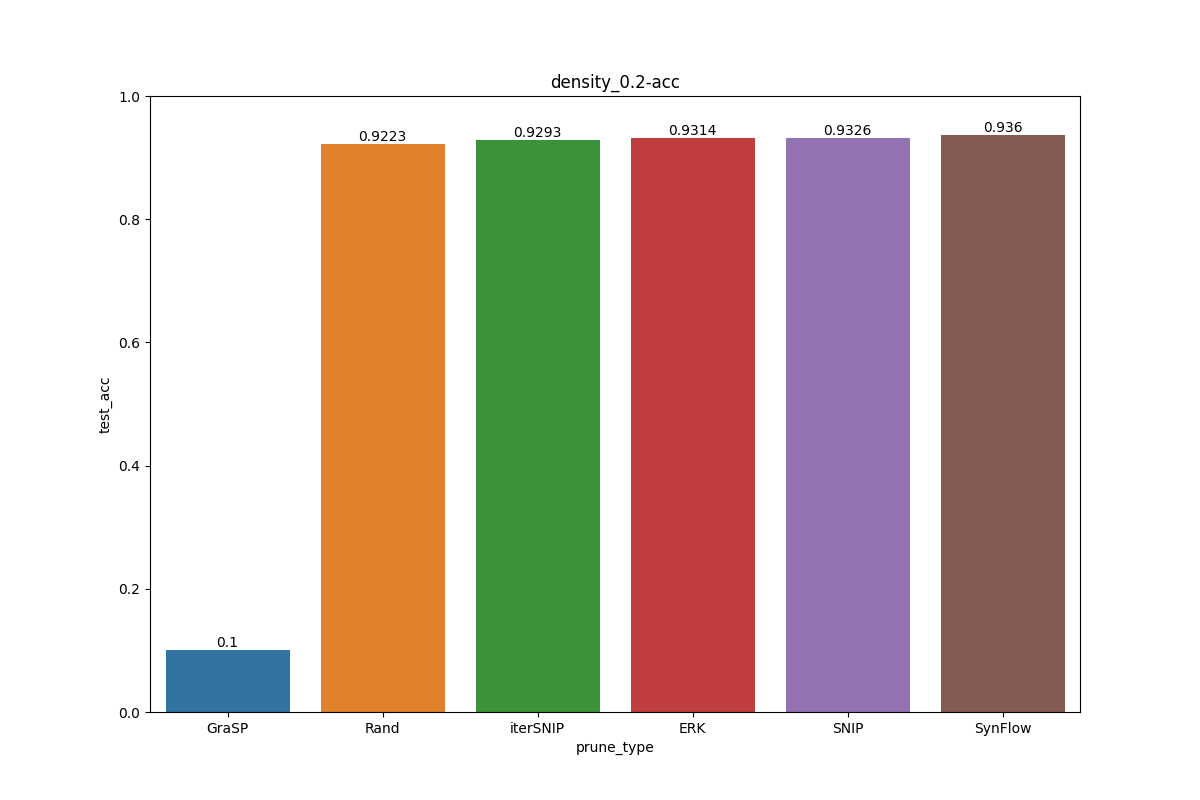 density_0.2-acc
1.0
0.8
0.6
0.4
0.2
0.0
test_acc
0.1
0.9223
0.9293
0.9314
0.9326
0.936
GraSP
Rand
iterSNIP
ERK
SNIP
SynFlow
prune_type